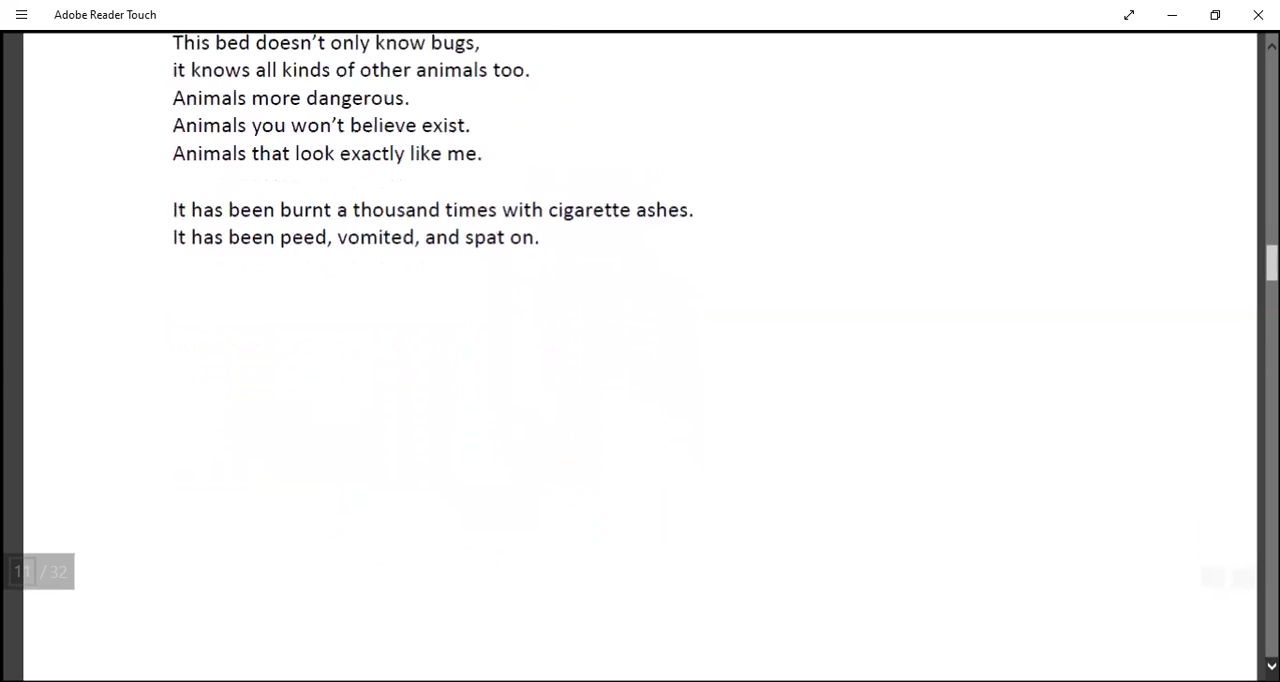 Adobe Reader Touch
This bed doesn’t only know bugs,
it knows all kinds of other animals too.
Animals more dangerous.
Animals you won’t believe exist.
Animals that look exactly like me.
It has been burnt a thousand times with cigarette ashes.
It has been peed, vomited, and spat on.
11 / 32